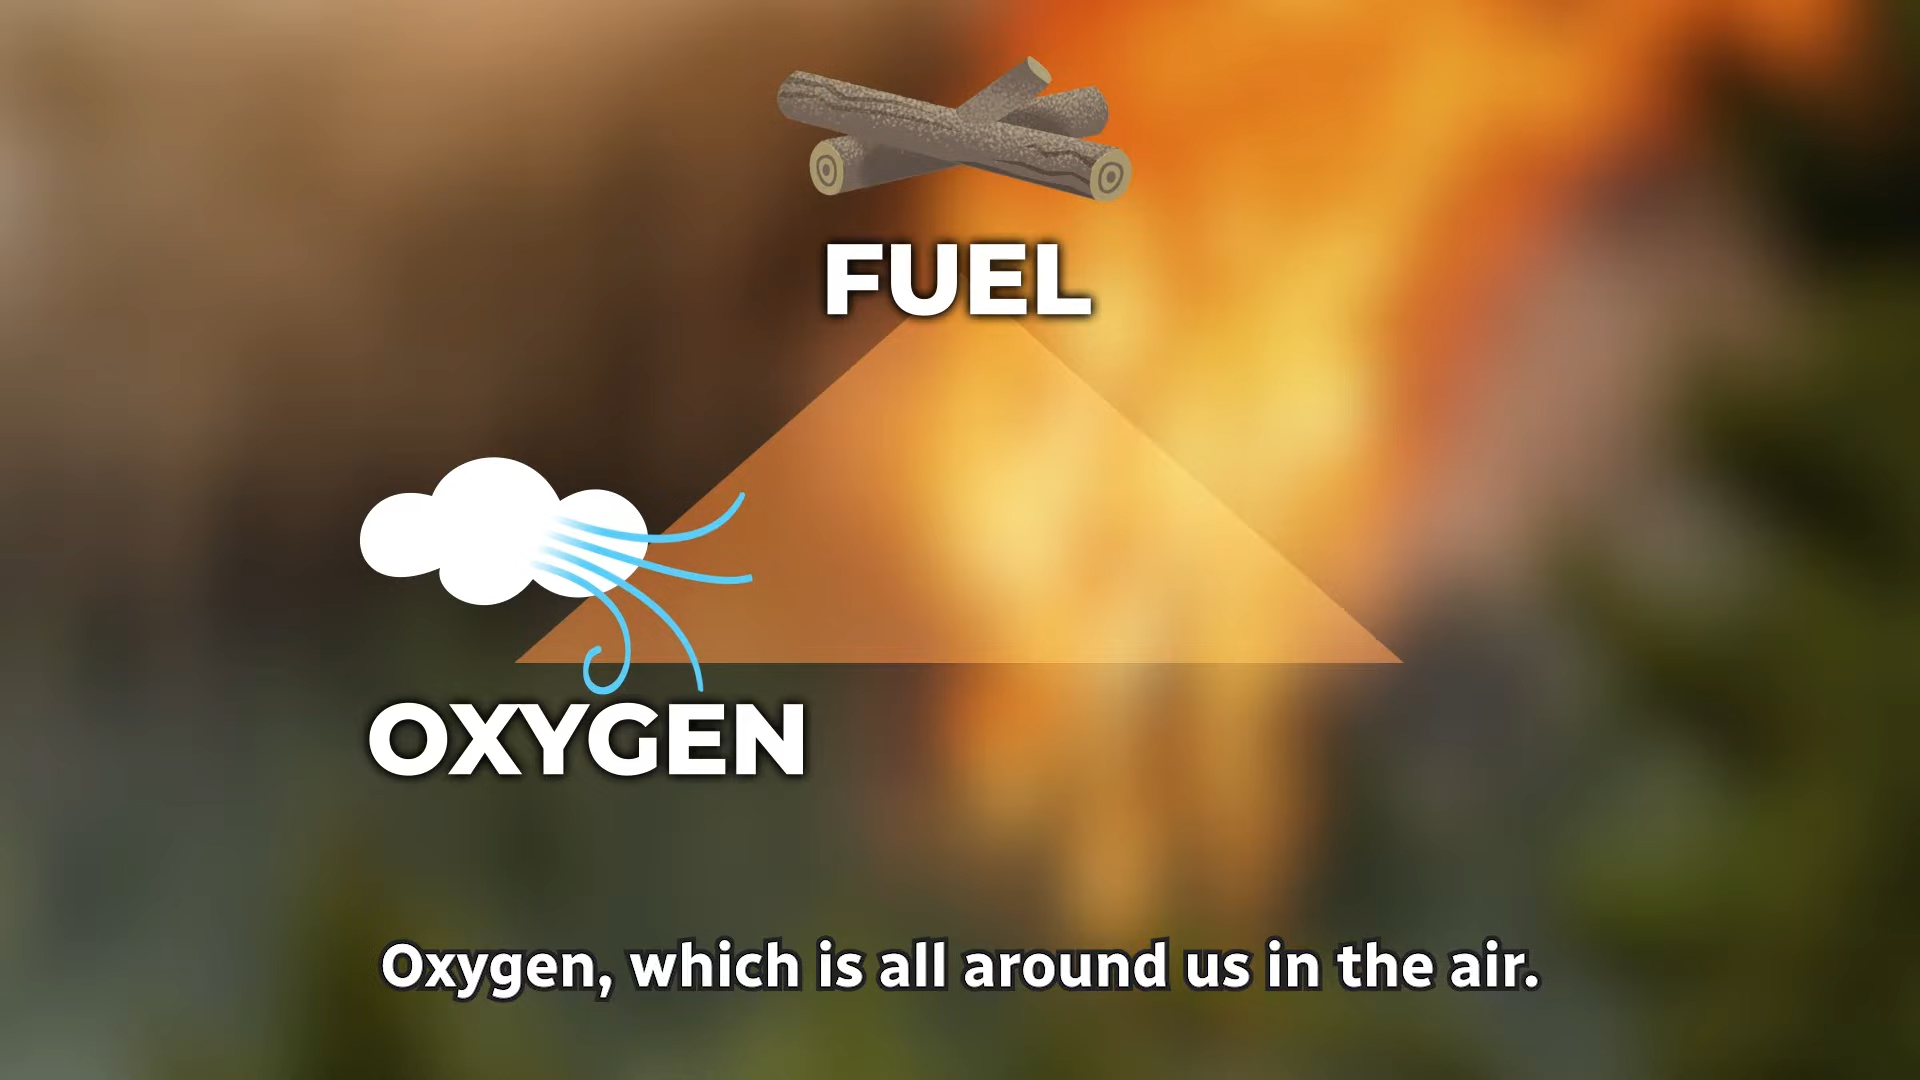 FUEL
OXYGEN
Oxygen, which is all around us in the air.